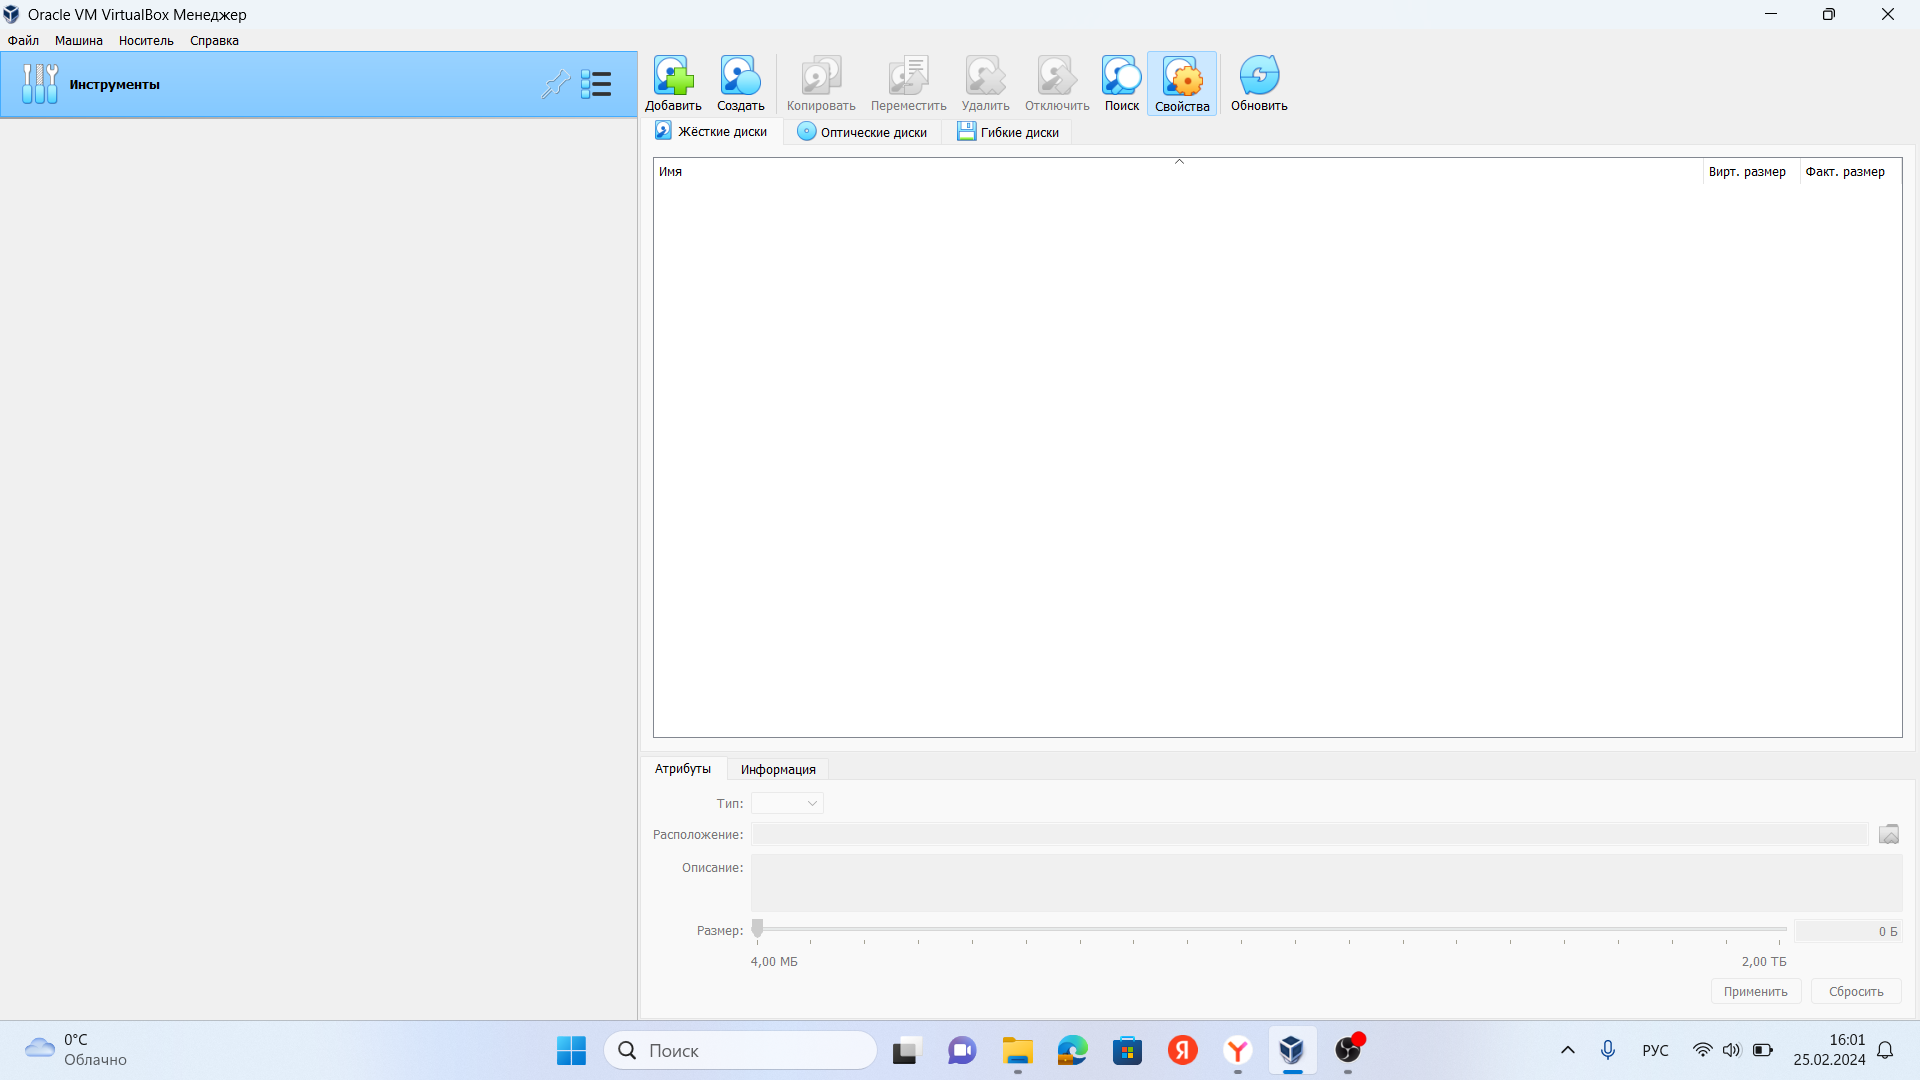 Oracle VM VirtualBox Менеджер
Файл Машина Носитель Справка
Инструменты
Добавить Создать Копировать Переместить Удалить Отключить Поиск Свойства Обновить
Жёсткие диски Оптические диски Гибкие диски
Имя Вирт. размер Факт. размер
Атрибуты Информация
Тип:
Расположение:
Описание:
Размер: 0 Б
4,00 МБ 2,00 ТБ
Применить Сбросить
0°C
Облачно
Поиск
РУС
16:01
25.02.2024